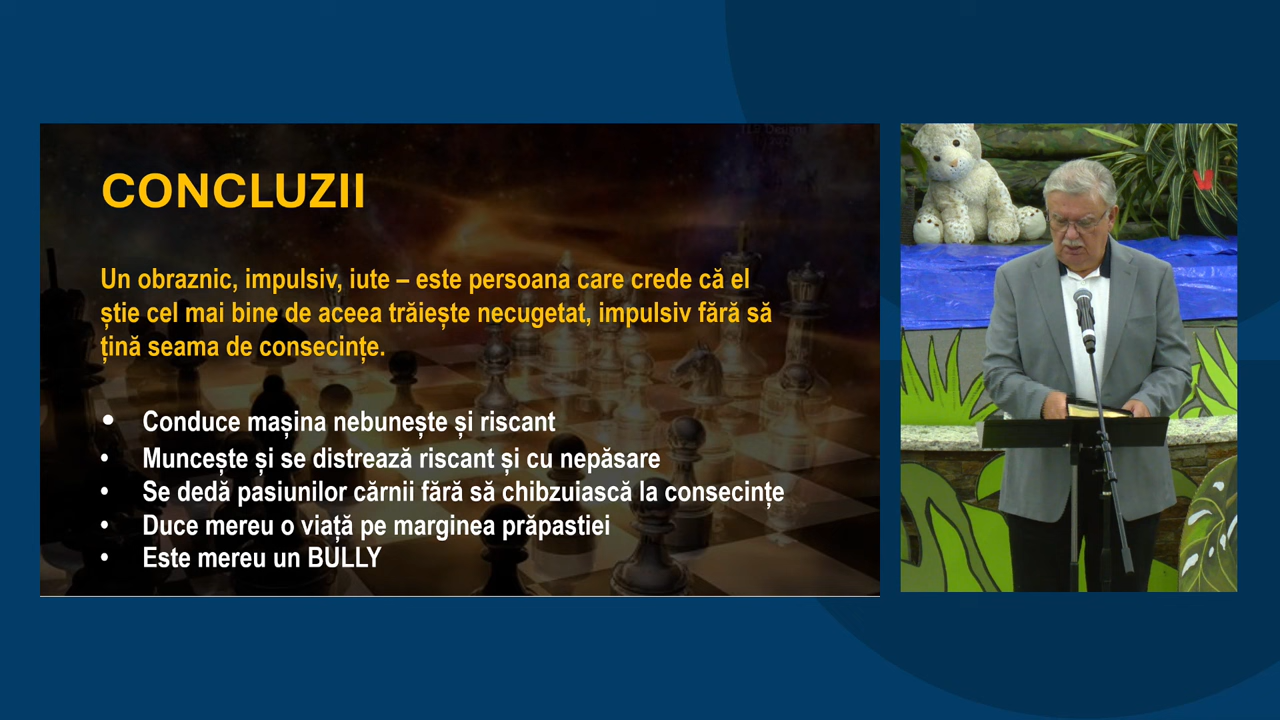 CONCLUZII
Un obraznic, impulsiv, iute – este persoana care crede că el
știe cel mai bine de aceea trăiește necugetat, impulsiv fără să
țină seama de consecințe.
• Conduce mașina nebunește și riscant
• Muncește și se distrează riscant și cu nepăsare
• Se dedă pasiunilor cărnii fără să chibzuiască la consecințe
• Duce mereu o viață pe marginea prăpastiei
• Este mereu un BULLY